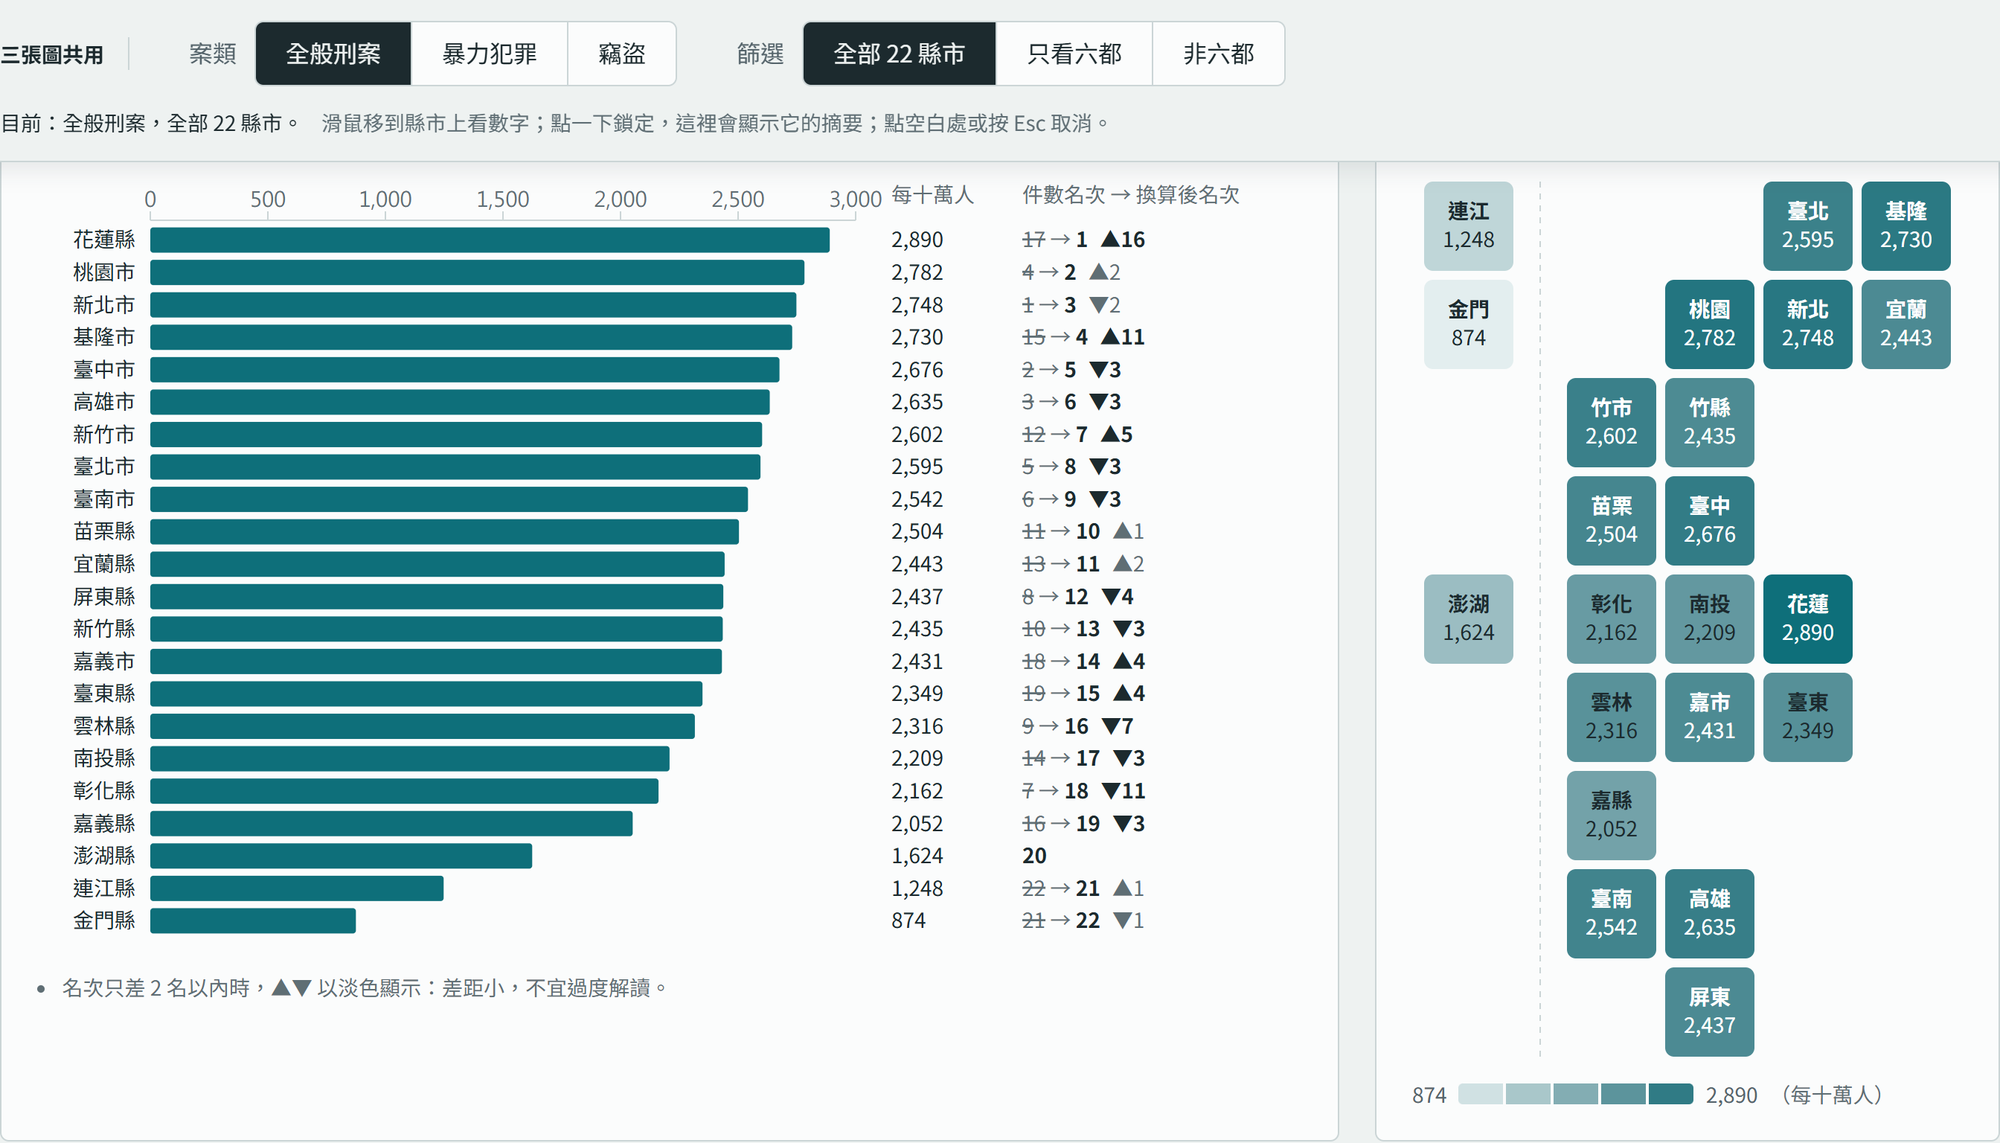 三張圖共用 案類 全般刑案 暴力犯罪 竊盜 篩選 全部 22 縣市 只看六都 非六都
目前：全般刑案，全部 22 縣市。 滑鼠移到縣市上看數字；點一下鎖定，這裡會顯示它的摘要；點空白處或按 Esc 取消。
0 500 1,000 1,500 2,000 2,500 3,000 每十萬人 件數名次 → 換算後名次
花蓮縣 2,890 17 → 1 ▲16
桃園市 2,782 4 → 2 ▲2
新北市 2,748 1 → 3 ▼2
基隆市 2,730 15 → 4 ▲11
臺中市 2,676 2 → 5 ▼3
高雄市 2,635 3 → 6 ▼3
新竹市 2,602 12 → 7 ▲5
臺北市 2,595 5 → 8 ▼3
臺南市 2,542 6 → 9 ▼3
苗栗縣 2,504 11 → 10 ▲1
宜蘭縣 2,443 13 → 11 ▲2
屏東縣 2,437 8 → 12 ▼4
新竹縣 2,435 10 → 13 ▼3
嘉義市 2,431 18 → 14 ▲4
臺東縣 2,349 19 → 15 ▲4
雲林縣 2,316 9 → 16 ▼7
南投縣 2,209 14 → 17 ▼3
彰化縣 2,162 7 → 18 ▼11
嘉義縣 2,052 16 → 19 ▼3
澎湖縣 1,624 20
連江縣 1,248 22 → 21 ▲1
金門縣 874 21 → 22 ▼1
• 名次只差 2 名以內時，▲▼ 以淡色顯示：差距小，不宜過度解讀。
連江 臺北 基隆
1,248 2,595 2,730
金門 桃園 新北 宜蘭
874 2,782 2,748 2,443
竹市 竹縣
2,602 2,435
苗栗 臺中
2,504 2,676
澎湖 彰化 南投 花蓮
1,624 2,162 2,209 2,890
雲林 嘉市 臺東
2,316 2,431 2,349
嘉縣
2,052
臺南 高雄
2,542 2,635
屏東
2,437
874 2,890 （每十萬人）